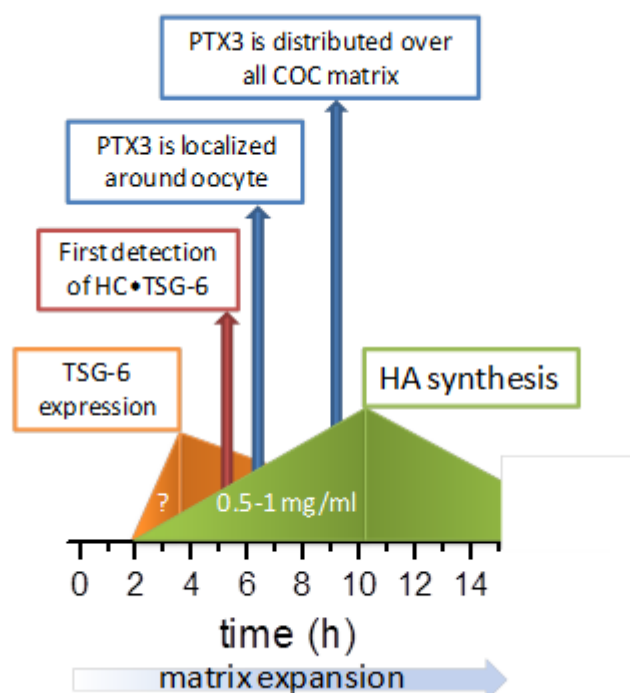 PTX3 is distributed over
all COC matrix
PTX3 is localized
around oocyte
First detection
of HC•TSG-6
TSG-6
expression
HA synthesis
?
0.5-1 mg/ml
0 2 4 6 8 10 12 14
time (h)
matrix expansion